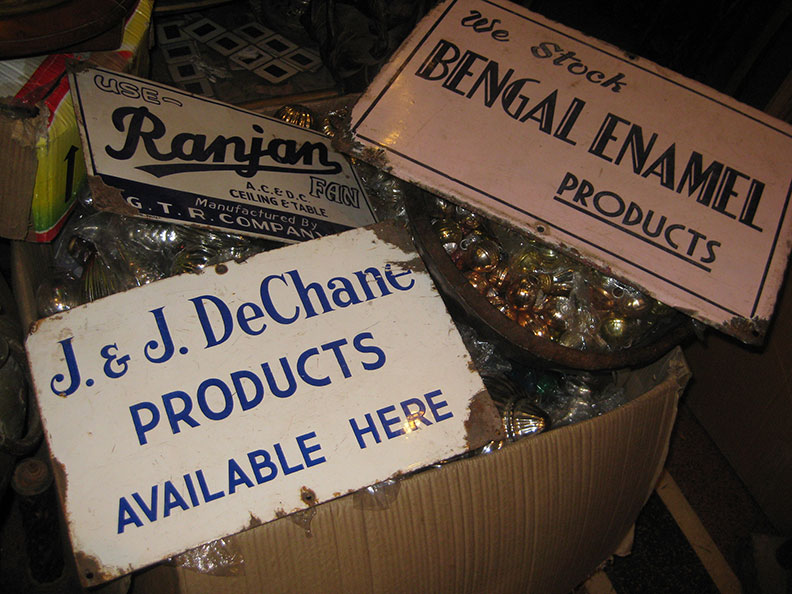 USE-
Ranjan
FAN
A.C. & D.C.
CEILING & TABLE
Manufactured By
G.T.R. COMPANY
We Stock
BENGAL ENAMEL
PRODUCTS
J. & J. DeChane
PRODUCTS
AVAILABLE HERE